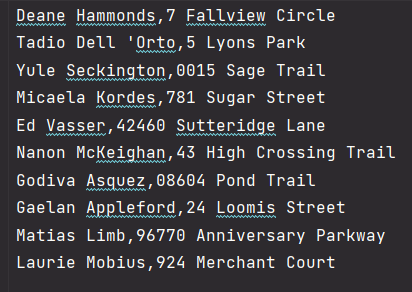 Deane Hammonds,7 Fallview Circle
Tadio Dell 'Orto,5 Lyons Park
Yule Seckington,0015 Sage Trail
Micaela Kordes,781 Sugar Street
Ed Vasser,42460 Sutteridge Lane
Nanon McKeighan,43 High Crossing Trail
Godiva Asquez,08604 Pond Trail
Gaelan Appleford,24 Loomis Street
Matias Limb,96770 Anniversary Parkway
Laurie Mobius,924 Merchant Court